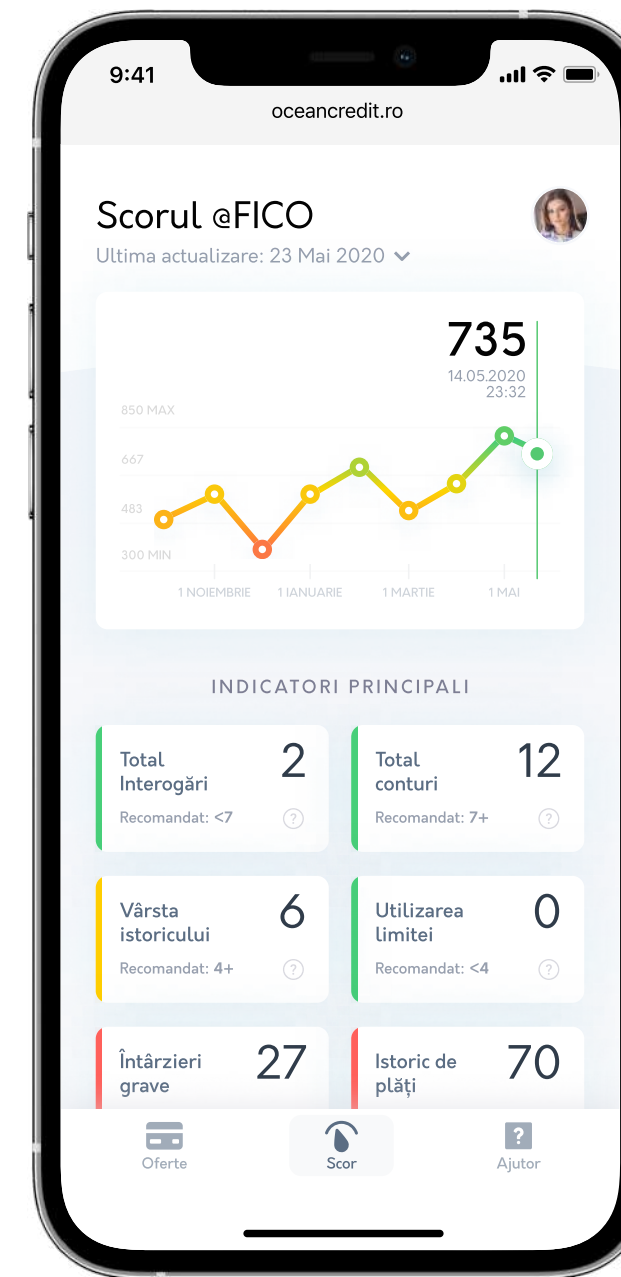 9:41
oceancredit.ro
Scorul @FICO
Ultima actualizare: 23 Mai 2020
735
14.05.2020
23:32
850 MAX
667
483
300 MIN
1 NOIEMBRIE 1 IANUARIE 1 MARTIE 1 MAI
INDICATORI PRINCIPALI
Total
Interogări
2
Recomandat: <7
?
Total
conturi
12
Recomandat: 7+
?
Vârsta
istoricului
6
Recomandat: 4+
?
Utilizarea
limitei
0
Recomandat: <4
?
Întârzieri
grave
27
Istoric de
plăți
70
Oferte
Scor
?
Ajutor